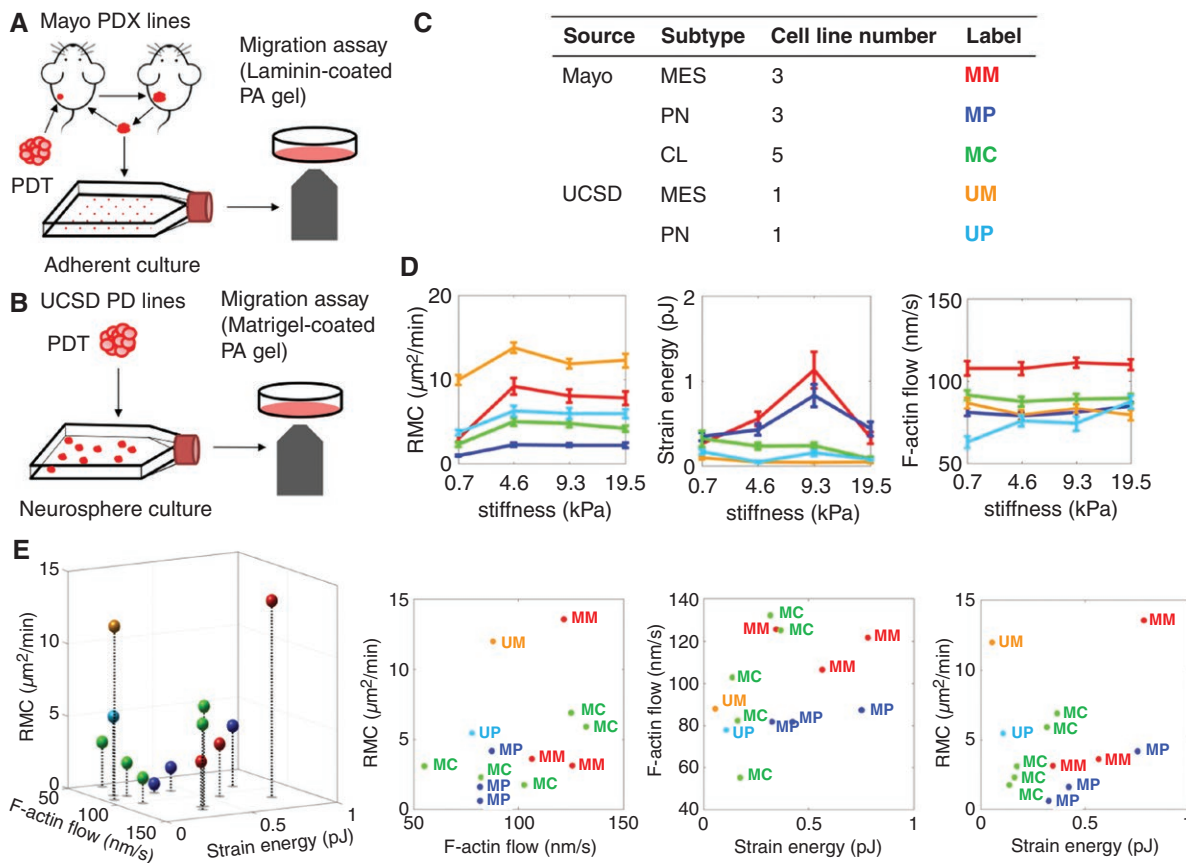 A
Mayo PDX lines
Migration assay
(Laminin-coated
PA gel)
PDT
Adherent culture
B
UCSD PD lines
PDT
Migration assay
(Matrigel-coated
PA gel)
Neurosphere culture
C
Source Subtype Cell line number Label
Mayo MES 3 MM
PN 3 MP
CL 5 MC
UCSD MES 1 UM
PN 1 UP
D
RMC (µm²/min)
20
10
0
0.7 4.6 9.3 19.5
stiffness (kPa)
Strain energy (pJ)
2
1
0
0.7 4.6 9.3 19.5
stiffness (kPa)
F-actin flow (nm/s)
150
100
50
0.7 4.6 9.3 19.5
stiffness (kPa)
E
RMC (µm²/min)
15
10
5
0
50
100
150
F-actin flow (nm/s)
0
0.5
1
Strain energy (pJ)
RMC (µm²/min)
15
10
5
0
MM
UM
MC
MC
UP
MP
MM
MC
MC
MM
MP
MC
MP
50 100 150
F-actin flow (nm/s)
F-actin flow (nm/s)
140
120
100
80
60
40
MC
MM MC
MM
MM
MC
UM
MC
MP
MP
MP
UP
MC
0 0.5 1
Strain energy (pJ)
RMC (µm²/min)
15
10
5
0
MM
UM
MC
MC
UP
MP
MC
MM
MM
MC
MC
MP
MP
0 0.5 1
Strain energy (pJ)